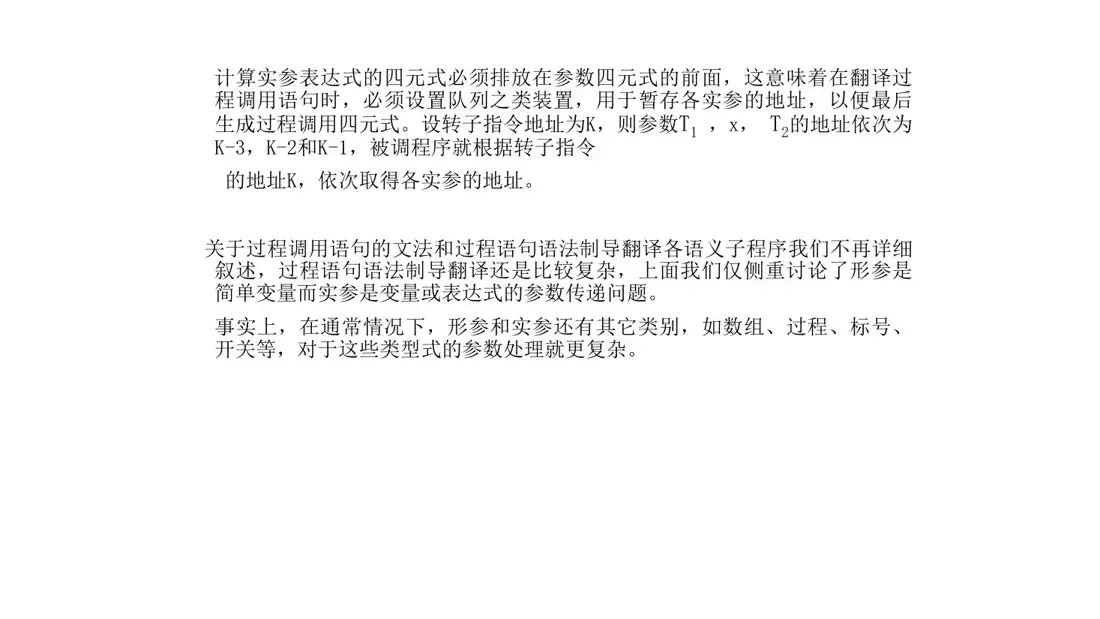 计算实参表达式的四元式必须排放在参数四元式的前面，这意味着在翻译过
程调用语句时，必须设置队列之类装置，用于暂存各实参的地址，以便最后
生成过程调用四元式。设转子指令地址为K，则参数T₁ ，x， T₂的地址依次为
K-3，K-2和K-1，被调程序就根据转子指令
的地址K，依次取得各实参的地址。
关于过程调用语句的文法和过程语句语法制导翻译各语义子程序我们不再详细
叙述，过程语句语法制导翻译还是比较复杂，上面我们仅侧重讨论了形参是
简单变量而实参是变量或表达式的参数传递问题。
事实上，在通常情况下，形参和实参还有其它类别，如数组、过程、标号、
开关等，对于这些类型式的参数处理就更复杂。